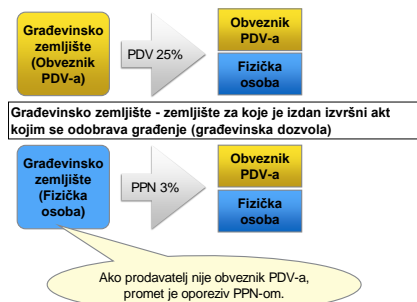 Građevinsko
zemljište
(Obveznik
PDV-a)
PDV 25%
Obveznik
PDV-a
Fizička
osoba
Građevinsko zemljište - zemljište za koje je izdan izvršni akt
kojim se odobrava građenje (građevinska dozvola)
Građevinsko
zemljište
(Fizička
osoba)
PPN 3%
Obveznik
PDV-a
Fizička
osoba
Ako prodavatelj nije obveznik PDV-a,
promet je oporeziv PPN-om.